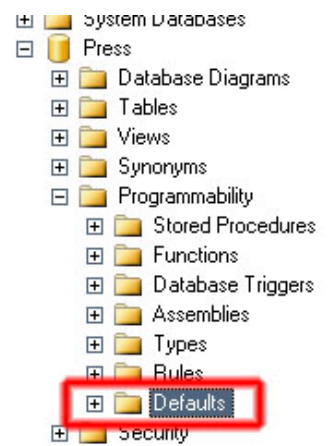 System Databases
Press
Database Diagrams
Tables
Views
Synonyms
Programmability
Stored Procedures
Functions
Database Triggers
Assemblies
Types
Rules
Defaults
Security